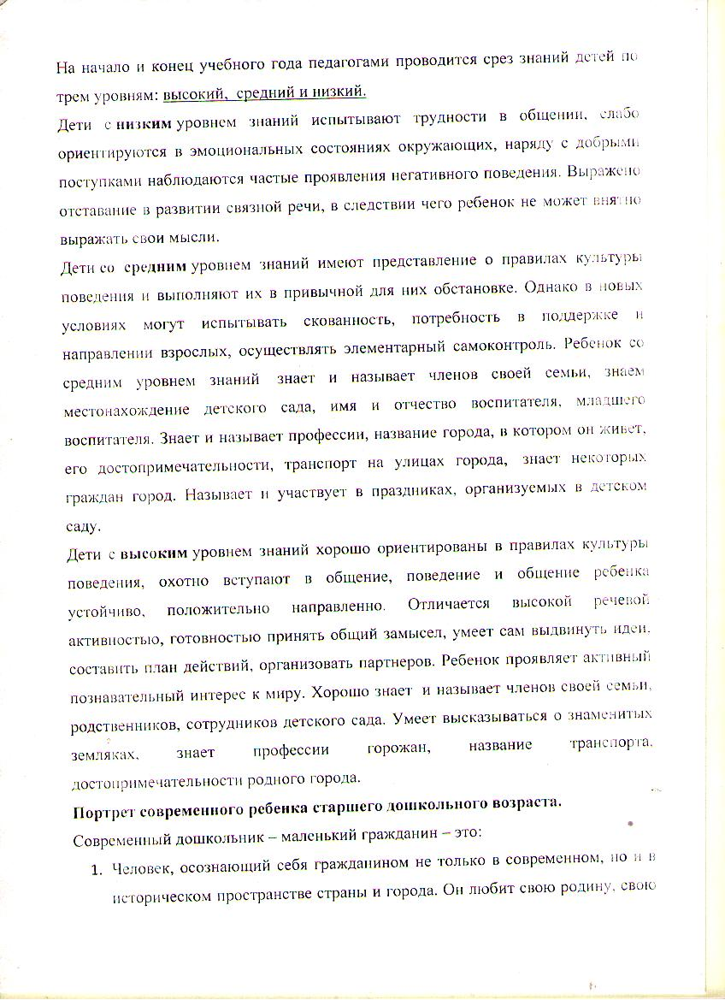 На начало и конец учебного года педагогами проводится срез знаний детей по
трем уровням: высокий, средний и низкий.
Дети с низким уровнем знаний испытывают трудности в общении, слабо
ориентируются в эмоциональных состояниях окружающих, наряду с добрыми
поступками наблюдаются частые проявления негативного поведения. Выражено
отставание в развитии связной речи, в следствии чего ребенок не может внятно
выражать свои мысли.
Дети со средним уровнем знаний имеют представление о правилах культуры
поведения и выполняют их в привычной для них обстановке. Однако в новых
условиях могут испытывать скованность, потребность в поддержке и
направлении взрослых, осуществлять элементарный самоконтроль. Ребенок со
средним уровнем знаний знает и называет членов своей семьи, знаем
местонахождение детского сада, имя и отчество воспитателя, младшего
воспитателя. Знает и называет профессии, название города, в котором он живет,
его достопримечательности, транспорт на улицах города, знает некоторых
граждан город. Называет и участвует в праздниках, организуемых в детском
саду.
Дети с высоким уровнем знаний хорошо ориентированы в правилах культуры
поведения, охотно вступают в общение, поведение и общение ребенка
устойчиво, положительно направленно. Отличается высокой речевой
активностью, готовностью принять общий замысел, умеет сам выдвинуть идеи,
составить план действий, организовать партнеров. Ребенок проявляет активный
познавательный интерес к миру. Хорошо знает и называет членов своей семьи,
родственников, сотрудников детского сада. Умеет высказываться о знаменитых
земляках, знает профессии горожан, название транспорта,
достопримечательности родного города.
Портрет современного ребенка старшего дошкольного возраста.
Современный дошкольник – маленький гражданин – это:
1. Человек, осознающий себя гражданином не только в современном, но и в
историческом пространстве страны и города. Он любит свою родину, свою